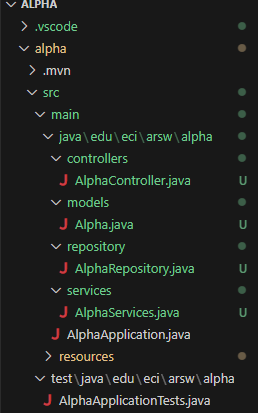 ALPHA
.vscode
alpha
.mvn
src
main
java\edu\eci\arsw\alpha
controllers
J AlphaController.java U
models
J Alpha.java U
repository
J AlphaRepository.java U
services
J AlphaServices.java U
J AlphaApplication.java
resources
test\java\edu\eci\arsw\alpha
J AlphaApplicationTests.java